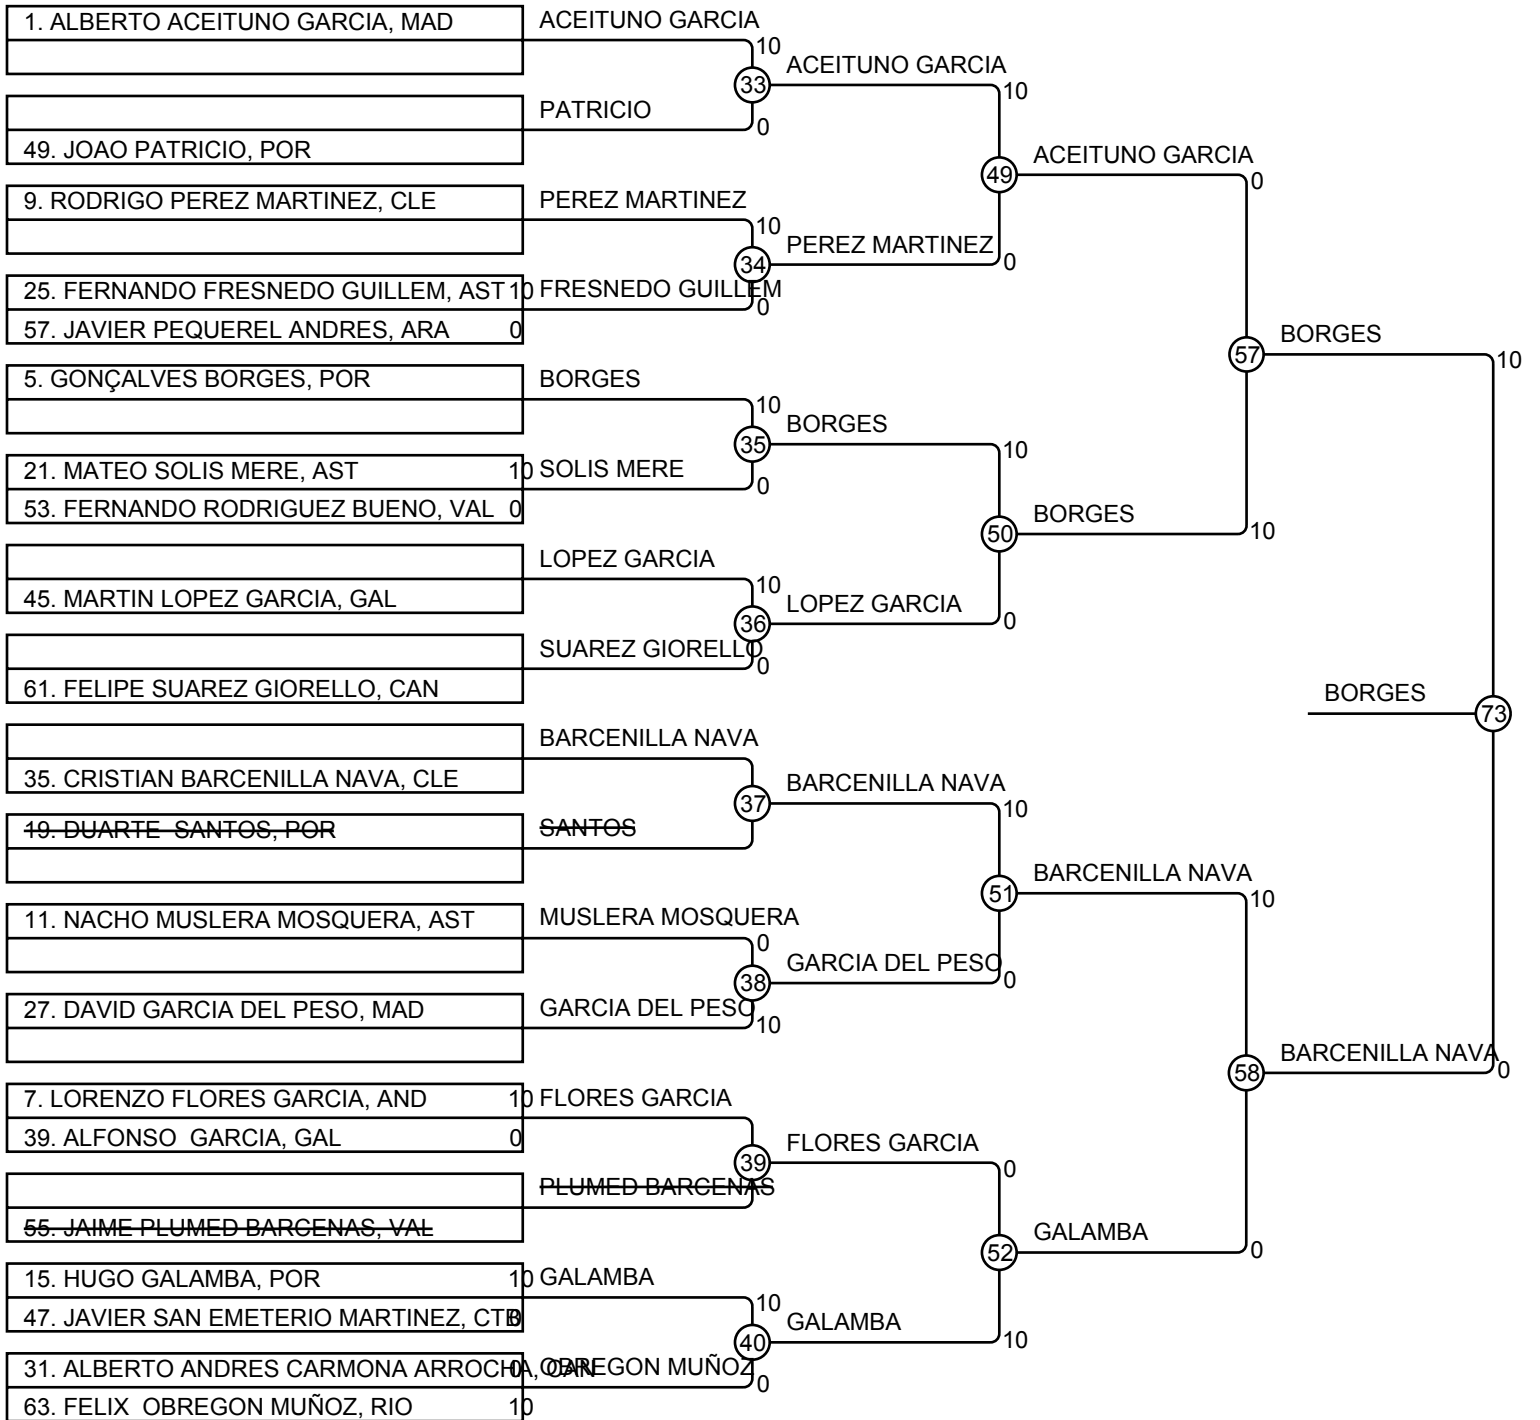 1. ALBERTO ACEITUNO GARCIA, MAD
ACEITUNO GARCIA
10
33
ACEITUNO GARCIA
10
PATRICIO
0
49. JOAO PATRICIO, POR
49
ACEITUNO GARCIA
0
9. RODRIGO PEREZ MARTINEZ, CLE
PEREZ MARTINEZ
10
34
PEREZ MARTINEZ
0
25. FERNANDO FRESNEDO GUILLEM, AST 10
FRESNEDO GUILLEM
0
57. JAVIER PEQUEREL ANDRES, ARA 0
57
BORGES
10
5. GONÇALVES BORGES, POR
BORGES
10
35
BORGES
10
21. MATEO SOLIS MERE, AST 10
SOLIS MERE
0
53. FERNANDO RODRIGUEZ BUENO, VAL 0
50
BORGES
10
LOPEZ GARCIA
10
45. MARTIN LOPEZ GARCIA, GAL
36
LOPEZ GARCIA
0
SUAREZ GIORELLO
0
61. FELIPE SUAREZ GIORELLO, CAN
BORGES
73
BARCENILLA NAVA
35. CRISTIAN BARCENILLA NAVA, CLE
37
BARCENILLA NAVA
10
19. DUARTE  SANTOS, POR
SANTOS
51
BARCENILLA NAVA
10
11. NACHO MUSLERA MOSQUERA, AST
MUSLERA MOSQUERA
0
38
GARCIA DEL PESO
0
27. DAVID GARCIA DEL PESO, MAD
GARCIA DEL PESO
10
58
BARCENILLA NAVA
0
7. LORENZO FLORES GARCIA, AND 10
FLORES GARCIA
39. ALFONSO  GARCIA, GAL 0
39
FLORES GARCIA
0
PLUMED BARCENAS
55. JAIME PLUMED BARCENAS, VAL
52
GALAMBA
0
15. HUGO GALAMBA, POR 10
GALAMBA
10
47. JAVIER SAN EMETERIO MARTINEZ, CTB 0
40
GALAMBA
10
31. ALBERTO ANDRES CARMONA ARROCHA, CAN 0
OBREGON MUÑOZ
0
63. FELIX  OBREGON MUÑOZ, RIO 10